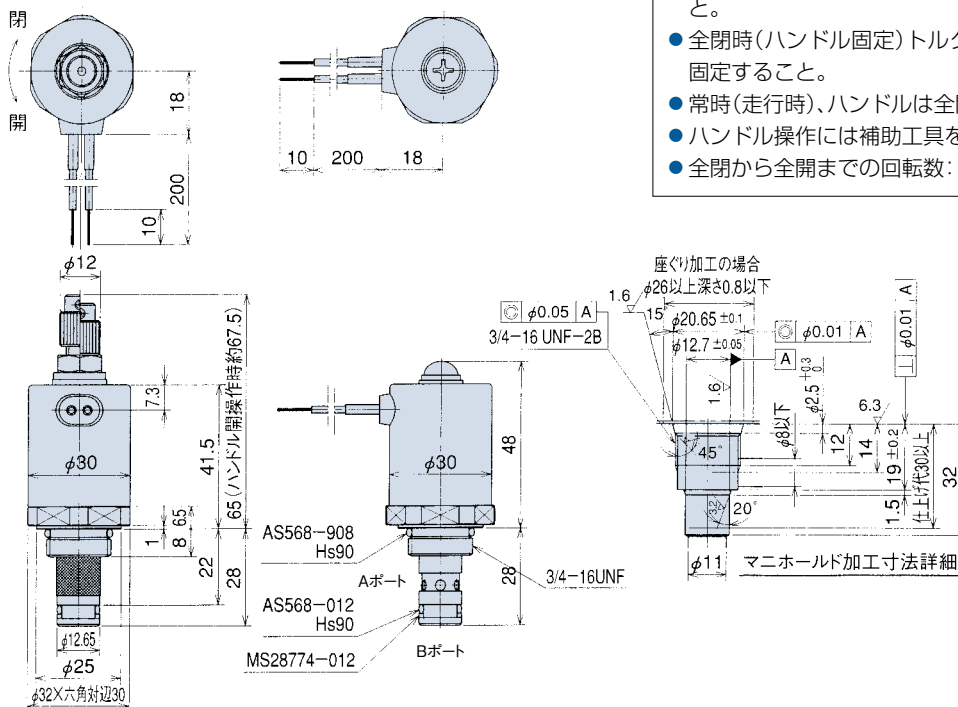 閉
開
18
200
10
10
200
18
と。
● 全閉時(ハンドル固定)トルク
固定すること。
● 常時(走行時)、ハンドルは全
● ハンドル操作には補助工具を
● 全閉から全開までの回転数:
φ12
7.3
φ30
41.5
65(ハンドル開操作時約67.5)
6.5
1
8
22
28
φ12.65
φ25
φ32×六角対辺30
φ30
48
28
AS568-908
Hs90
Aポート
3/4-16UNF
AS568-012
Hs90
MS28774-012
Bポート
座ぐり加工の場合
φ26以上深さ0.8以下
1.6
15°
◎ φ0.05 A
φ20.65 ±0.1
◎ φ0.01 A
3/4-16 UNF-2B
φ12.7 ±0.05
A
⊥ φ0.01 A
1.6
φ2.5 +0.3 0
6.3
φ8以下
45°
12
14
19 ±0.2
仕上げ代30以上
32
3.2
20°
1.5
φ11
マニホールド加工寸法詳細